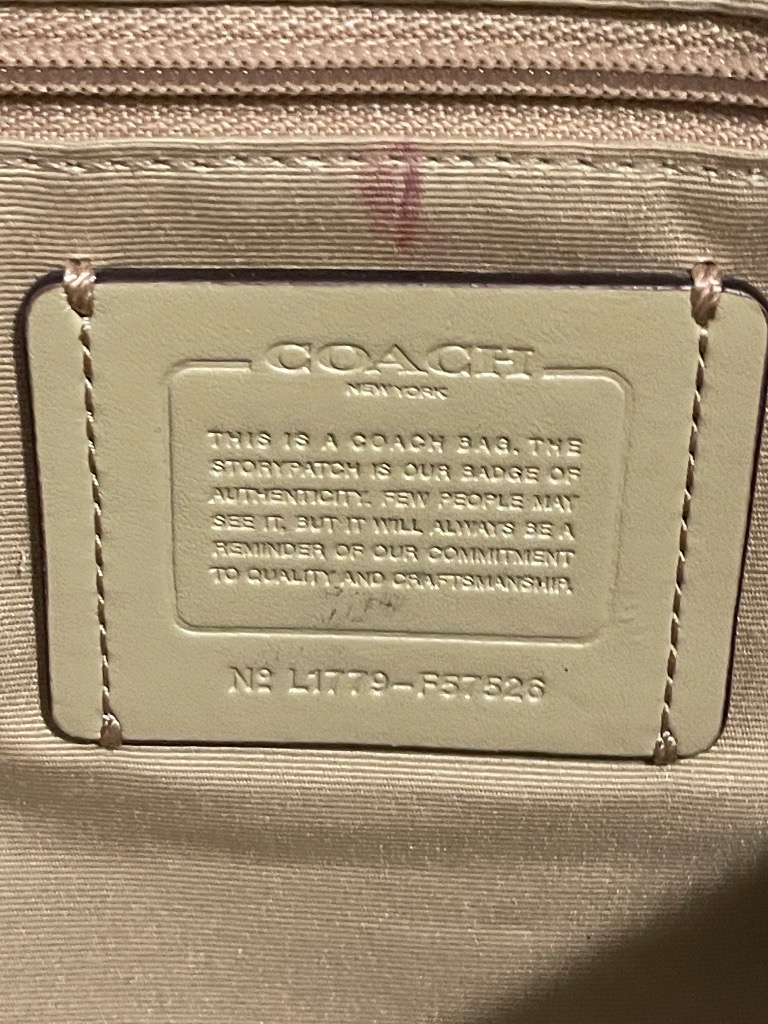 COACH
NEW YORK
THIS IS A COACH BAG. THE
STORYPATCH IS OUR BADGE OF
AUTHENTICITY. FEW PEOPLE MAY
SEE IT, BUT IT WILL ALWAYS BE A
REMINDER OF OUR COMMITMENT
TO QUALITY AND CRAFTSMANSHIP.
Nº L1779-F57526